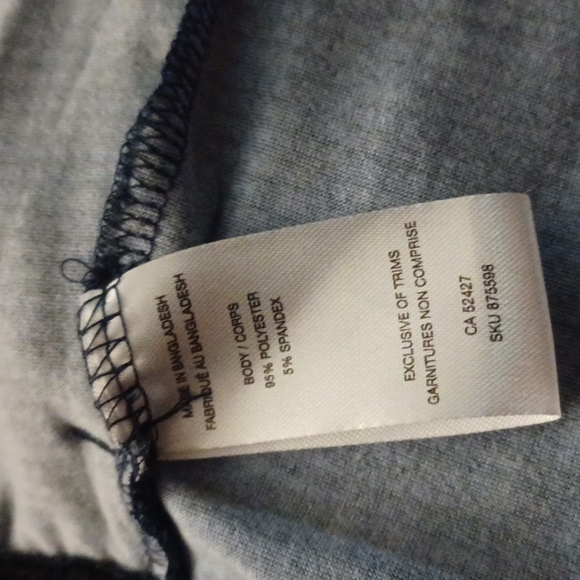 MADE IN BANGLADESH
FABRIQUÉ AU BANGLADESH
BODY / CORPS
95% POLYESTER
5% SPANDEX
EXCLUSIVE OF TRIMS
GARNITURES NON COMPRISE
CA 52427
SKU 875598